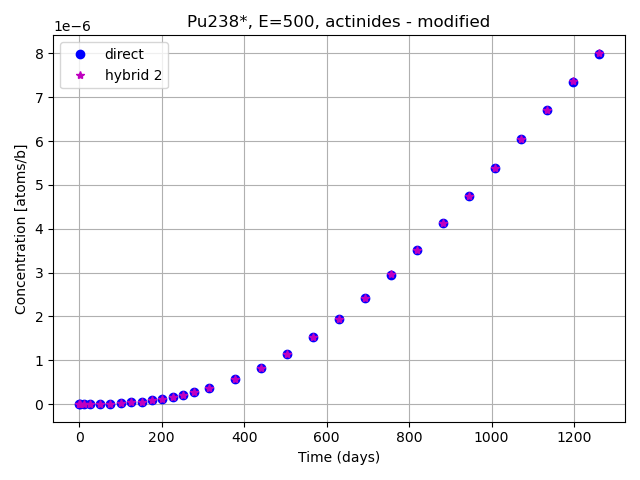 Pu238*, E=500, actinides - modified
1e−6
direct
hybrid 2
8
7
6
5
4
3
2
1
0
Concentration [atoms/b]
0 200 400 600 800 1000 1200
Time (days)